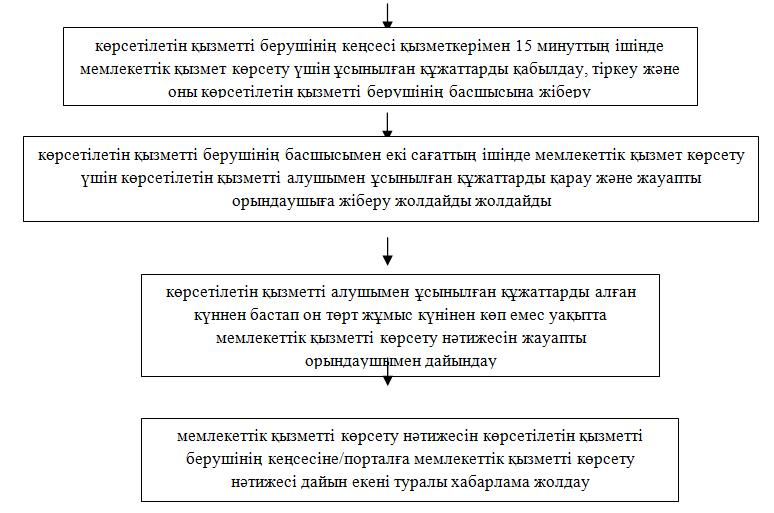 көрсетілетін қызметті берушінің кеңсесі қызметкерімен 15 минуттың ішінде
мемлекеттік қызмет көрсету үшін ұсынылған құжаттарды қабылдау, тіркеу және
оны көрсетілетін қызметті берушінің басшысына жіберу
көрсетілетін қызметті берушінің басшысымен екі сағаттың ішінде мемлекеттік қызмет көрсету
үшін көрсетілетін қызметті алушымен ұсынылған құжаттарды қарау және жауапты
орындаушыға жіберу жолдайды жолдайды
көрсетілетін қызметті алушымен ұсынылған құжаттарды алған
күннен бастап он төрт жұмыс күнінен көп емес уақытта
мемлекеттік қызметті көрсету нәтижесін жауапты
орындаушымен дайындау
мемлекеттік қызметті көрсету нәтижесін көрсетілетін қызметті
берушінің кеңсесіне/порталға мемлекеттік қызметті көрсету
нәтижесі дайын екені туралы хабарлама жолдау